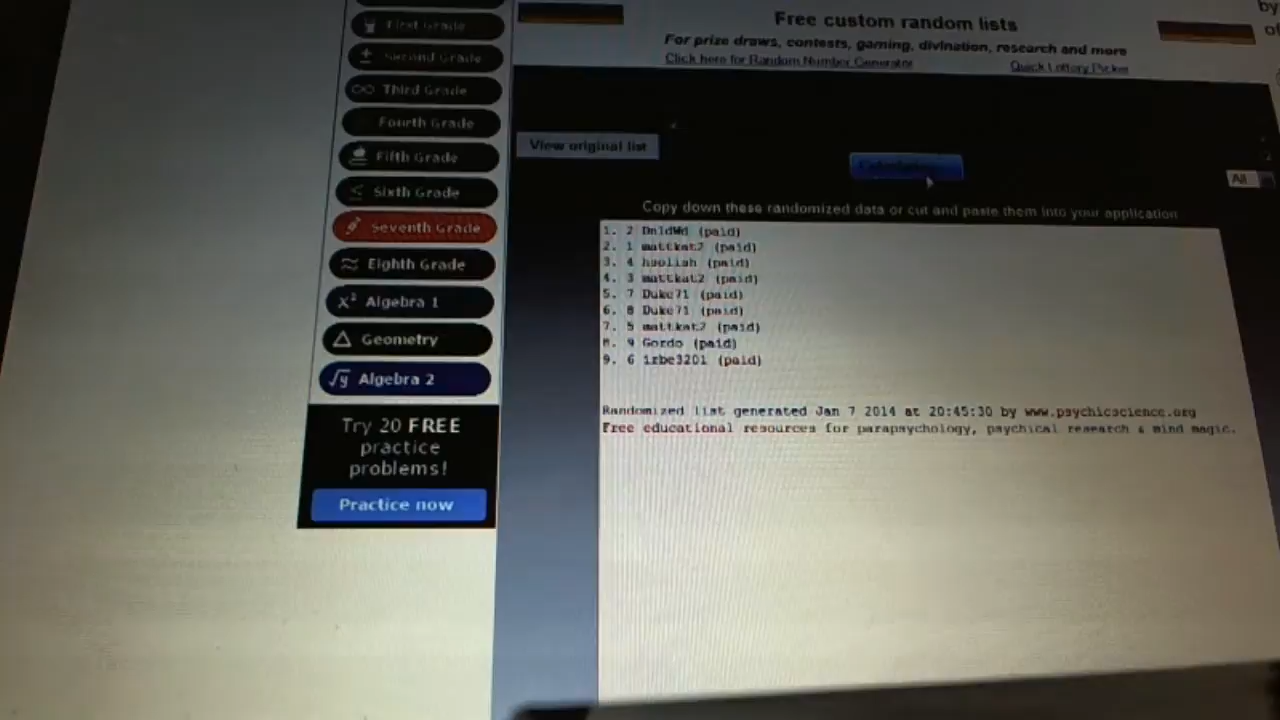 First Grade
Second Grade
Third Grade
Fourth Grade
Fifth Grade
Sixth Grade
Seventh Grade
Eighth Grade
x² Algebra 1
Geometry
√y Algebra 2
Try 20 FREE
practice
problems!
Practice now
by
Free custom random lists
For prize draws, contests, gaming, divination, research and more
Click here for Random Number Generator
Quick Lottery Picker
View original list
All
Copy down these randomized data or cut and paste them into your application
1. 2 DnldWd (paid)
2. 1 mattkat2 (paid)
3. 4 (paid)
4. 3 mattkat2 (paid)
5. 7 Duke71 (paid)
6. 8 Duke71 (paid)
7. 5 mattkat2 (paid)
8. 9 Gordo (paid)
9. 6 irbe3201 (paid)
Randomized list generated Jan 7 2014 at 20:45:30 by www.psychicscience.org
Free educational resources for parapsychology, psychical research & mind magic.